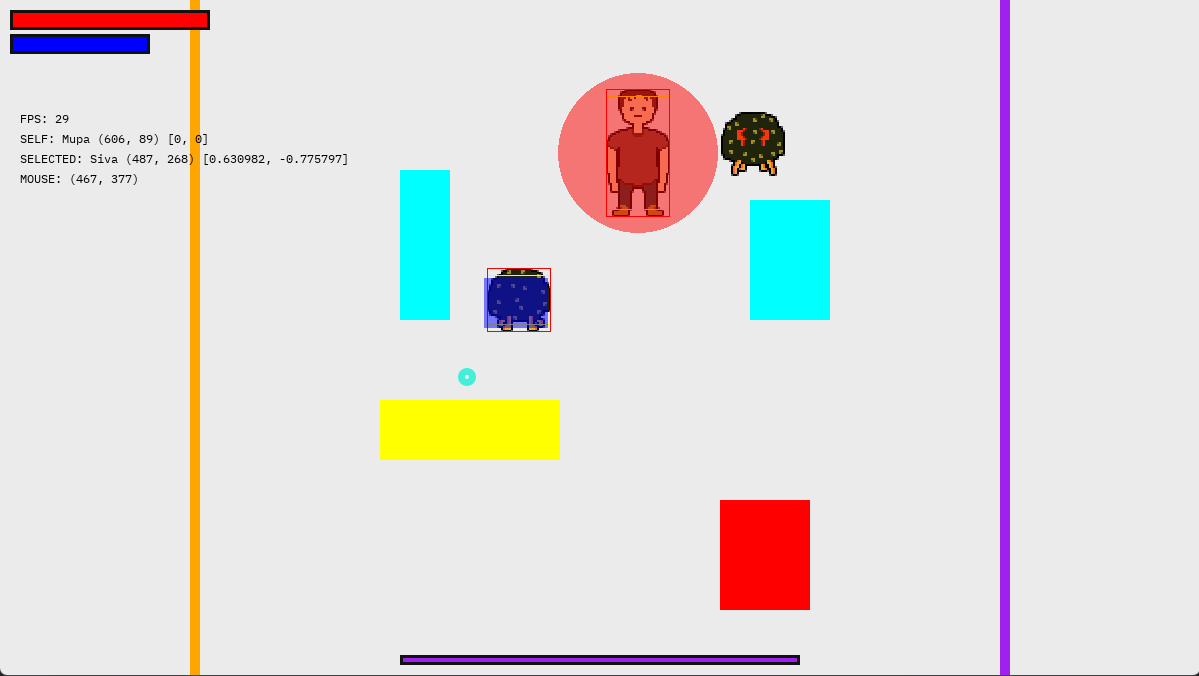 FPS: 29
SELF: Mupa (606, 89) [0, 0]
SELECTED: Siva (487, 268) [0.630982, -0.775797]
MOUSE: (467, 377)